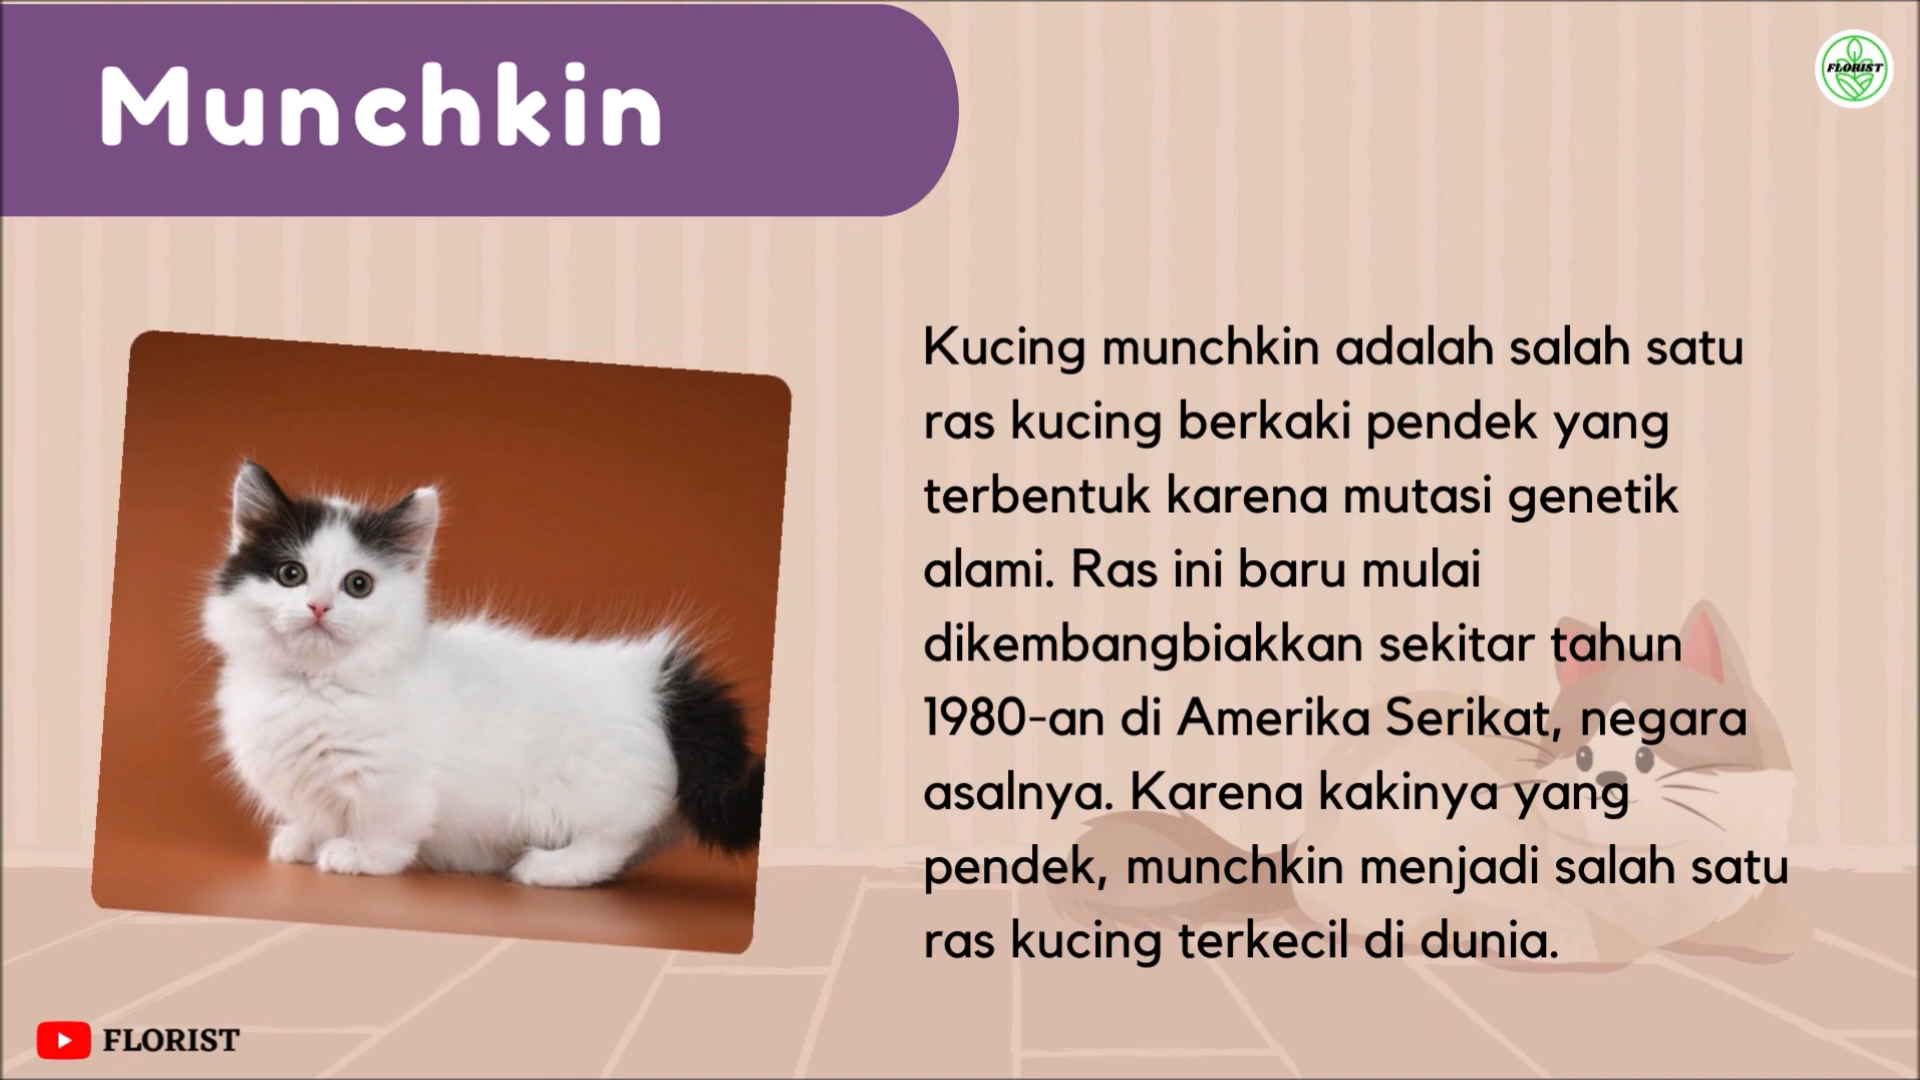 Munchkin
FLORIST
Kucing munchkin adalah salah satu
ras kucing berkaki pendek yang
terbentuk karena mutasi genetik
alami. Ras ini baru mulai
dikembangbiakkan sekitar tahun
1980-an di Amerika Serikat, negara
asalnya. Karena kakinya yang
pendek, munchkin menjadi salah satu
ras kucing terkecil di dunia.
FLORIST